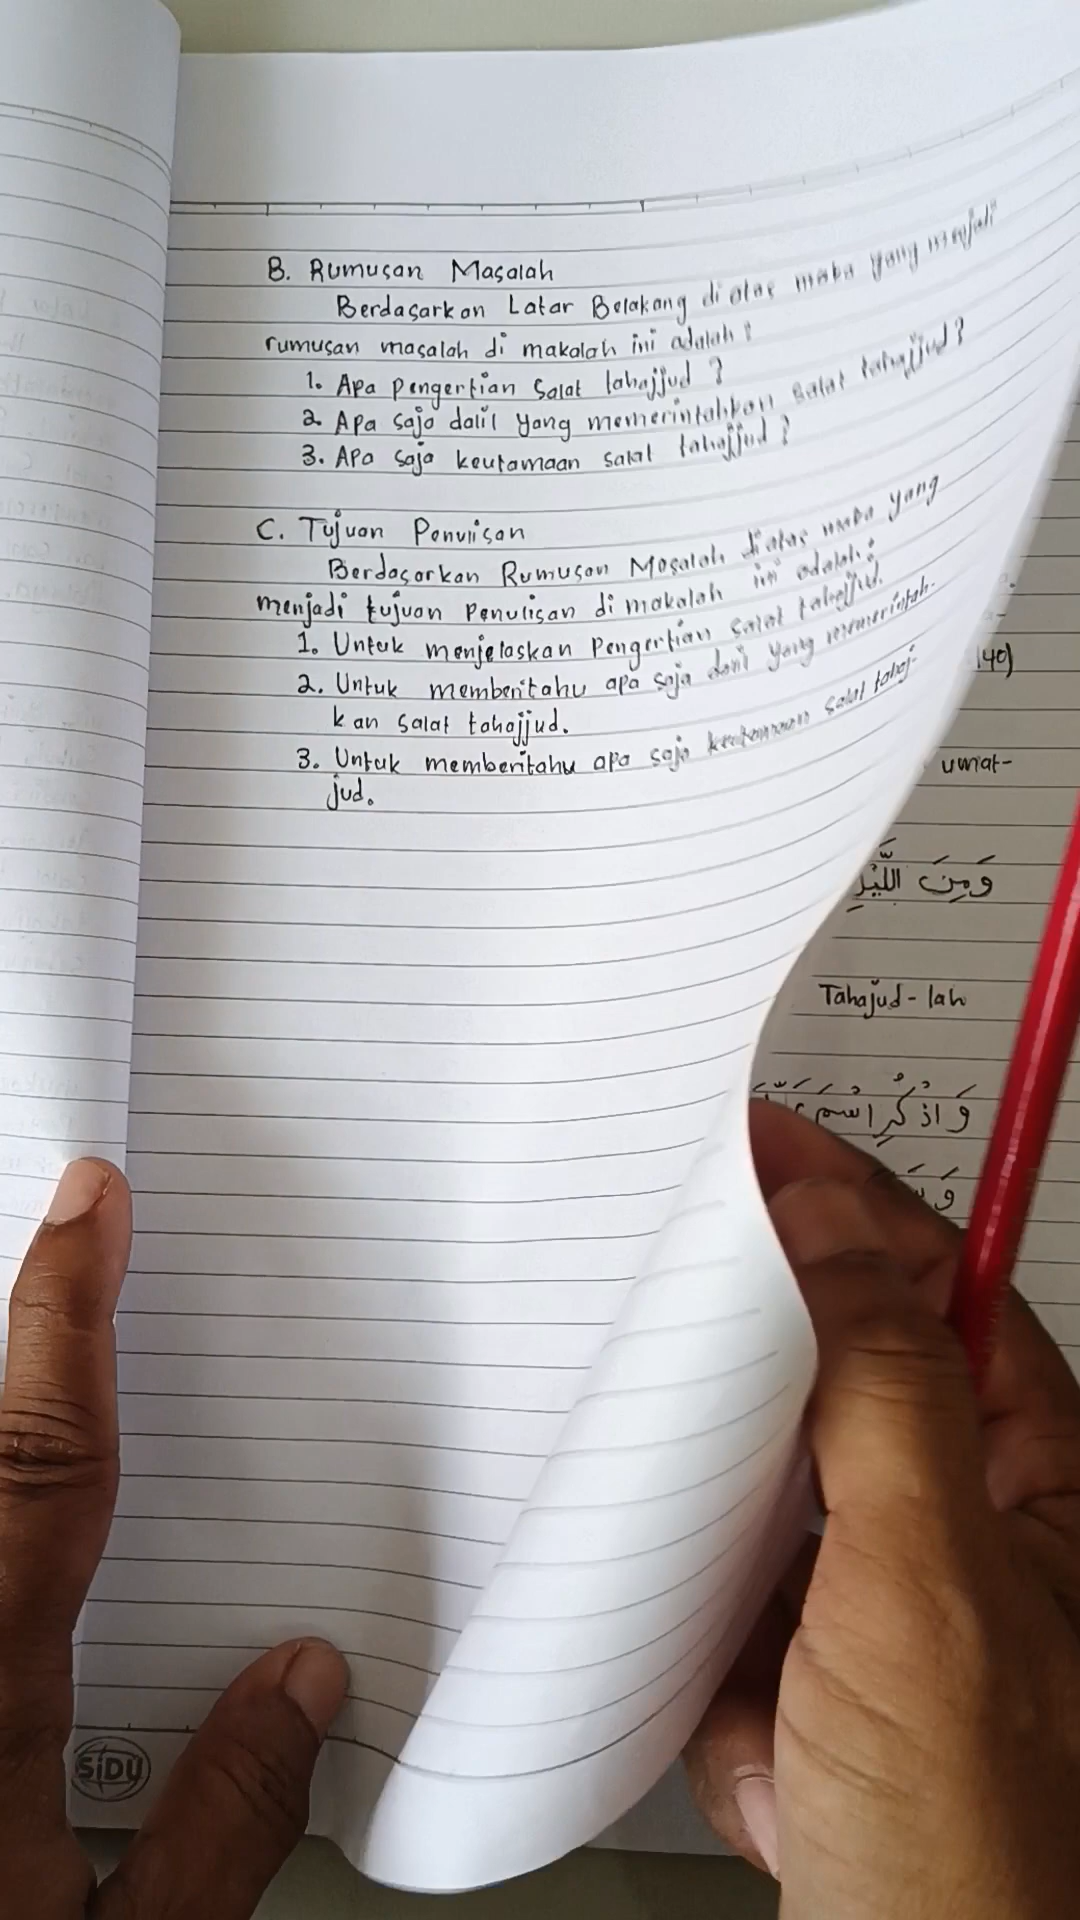 B. Rumusan Masalah
Berdasarkan Latar Belakang di atas maka yang menjadi
rumusan masalah di makalah ini adalah :
1. Apa pengertian Salat tahajjud ?
2. Apa saja dalil yang memerintahkan salat tahajjud ?
3. Apa saja keutamaan salat tahajjud ?
C. Tujuan Penulisan
Berdasarkan Rumusan Masalah di atas maka yang
menjadi tujuan penulisan di makalah ini adalah :
1. Untuk menjelaskan Pengertian salat tahajjud.
2. Untuk memberitahu apa saja dalil yang memerintah-
kan salat tahajjud.
3. Untuk memberitahu apa saja keutamaan salat tahaj-
jud.
140)
umat-
وَمِنَ اللَّيْلِ
Tahajud-lah
وَاذْكُرِ اسْمَ
SiDU